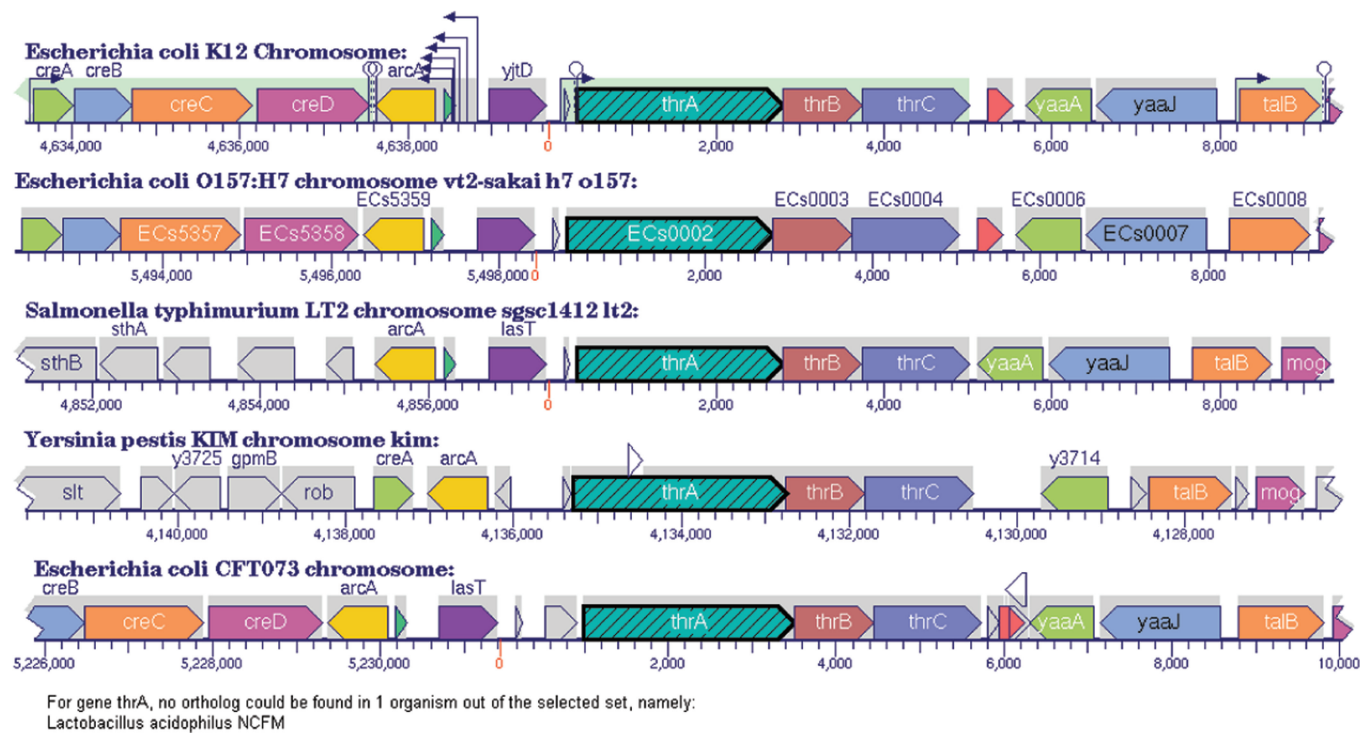 Escherichia coli K12 Chromosome:
creA creB arcA yjtD
creC creD thrA thrB thrC yaaA yaaJ talB
4,634,000 4,636,000 4,638,000 0 2,000 4,000 6,000 8,000
Escherichia coli O157:H7 chromosome vt2-sakai h7 o157:
ECs5359 ECs0003 ECs0004 ECs0006 ECs0008
ECs5357 ECs5358 ECs0002 ECs0007
5,494,000 5,496,000 5,498,000 0 2,000 4,000 6,000 8,000
Salmonella typhimurium LT2 chromosome sgsc1412 lt2:
sthA arcA lasT
sthB thrA thrB thrC yaaA yaaJ talB mog
4,852,000 4,854,000 4,856,000 0 2,000 4,000 6,000 8,000
Yersinia pestis KIM chromosome kim:
y3725 gpmB creA arcA y3714
slt rob thrA thrB thrC talB mog
4,140,000 4,138,000 4,136,000 4,134,000 4,132,000 4,130,000 4,128,000
Escherichia coli CFT073 chromosome:
creB arcA lasT
creC creD thrA thrB thrC yaaA yaaJ talB
5,226,000 5,228,000 5,230,000 0 2,000 4,000 6,000 8,000 10,000
For gene thrA, no ortholog could be found in 1 organism out of the selected set, namely:
Lactobacillus acidophilus NCFM